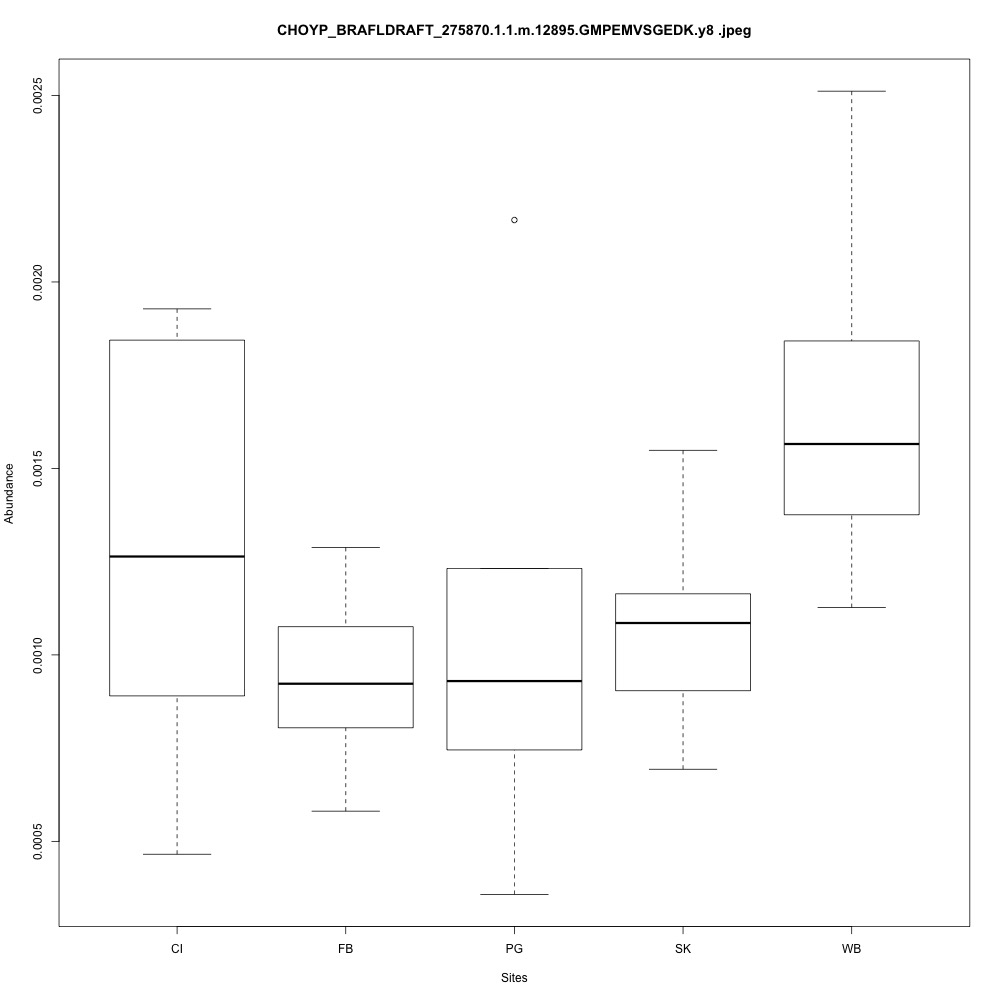 CHOYP_BRAFLDRAFT_275870.1.1.m.12895.GMPEMVSGEDK.y8 .jpeg
0.0025
0.0020
0.0015
0.0010
0.0005
Abundance
CI FB PG SK WB
Sites